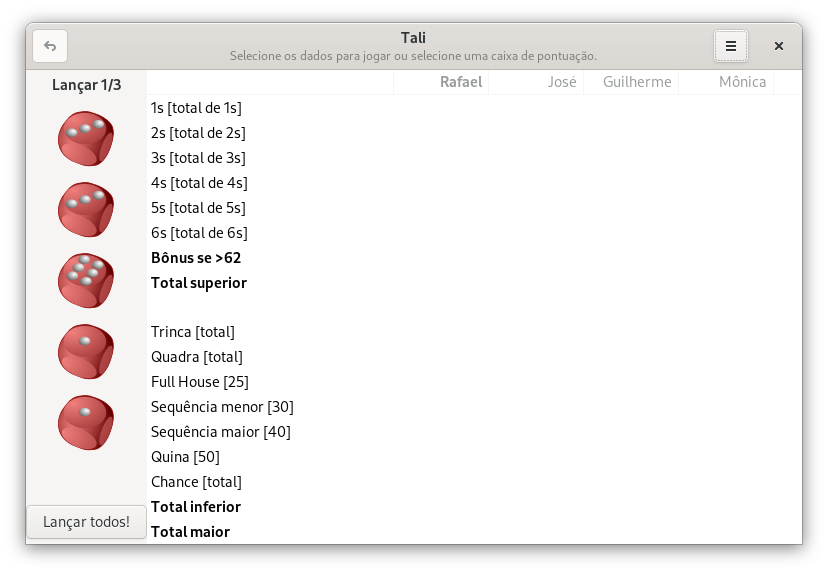 Tali
Selecione os dados para jogar ou selecione uma caixa de pontuação.
Lançar 1/3
Rafael José Guilherme Mônica
1s [total de 1s]
2s [total de 2s]
3s [total de 3s]
4s [total de 4s]
5s [total de 5s]
6s [total de 6s]
Bônus se >62
Total superior
Trinca [total]
Quadra [total]
Full House [25]
Sequência menor [30]
Sequência maior [40]
Quina [50]
Chance [total]
Total inferior
Total maior
Lançar todos!